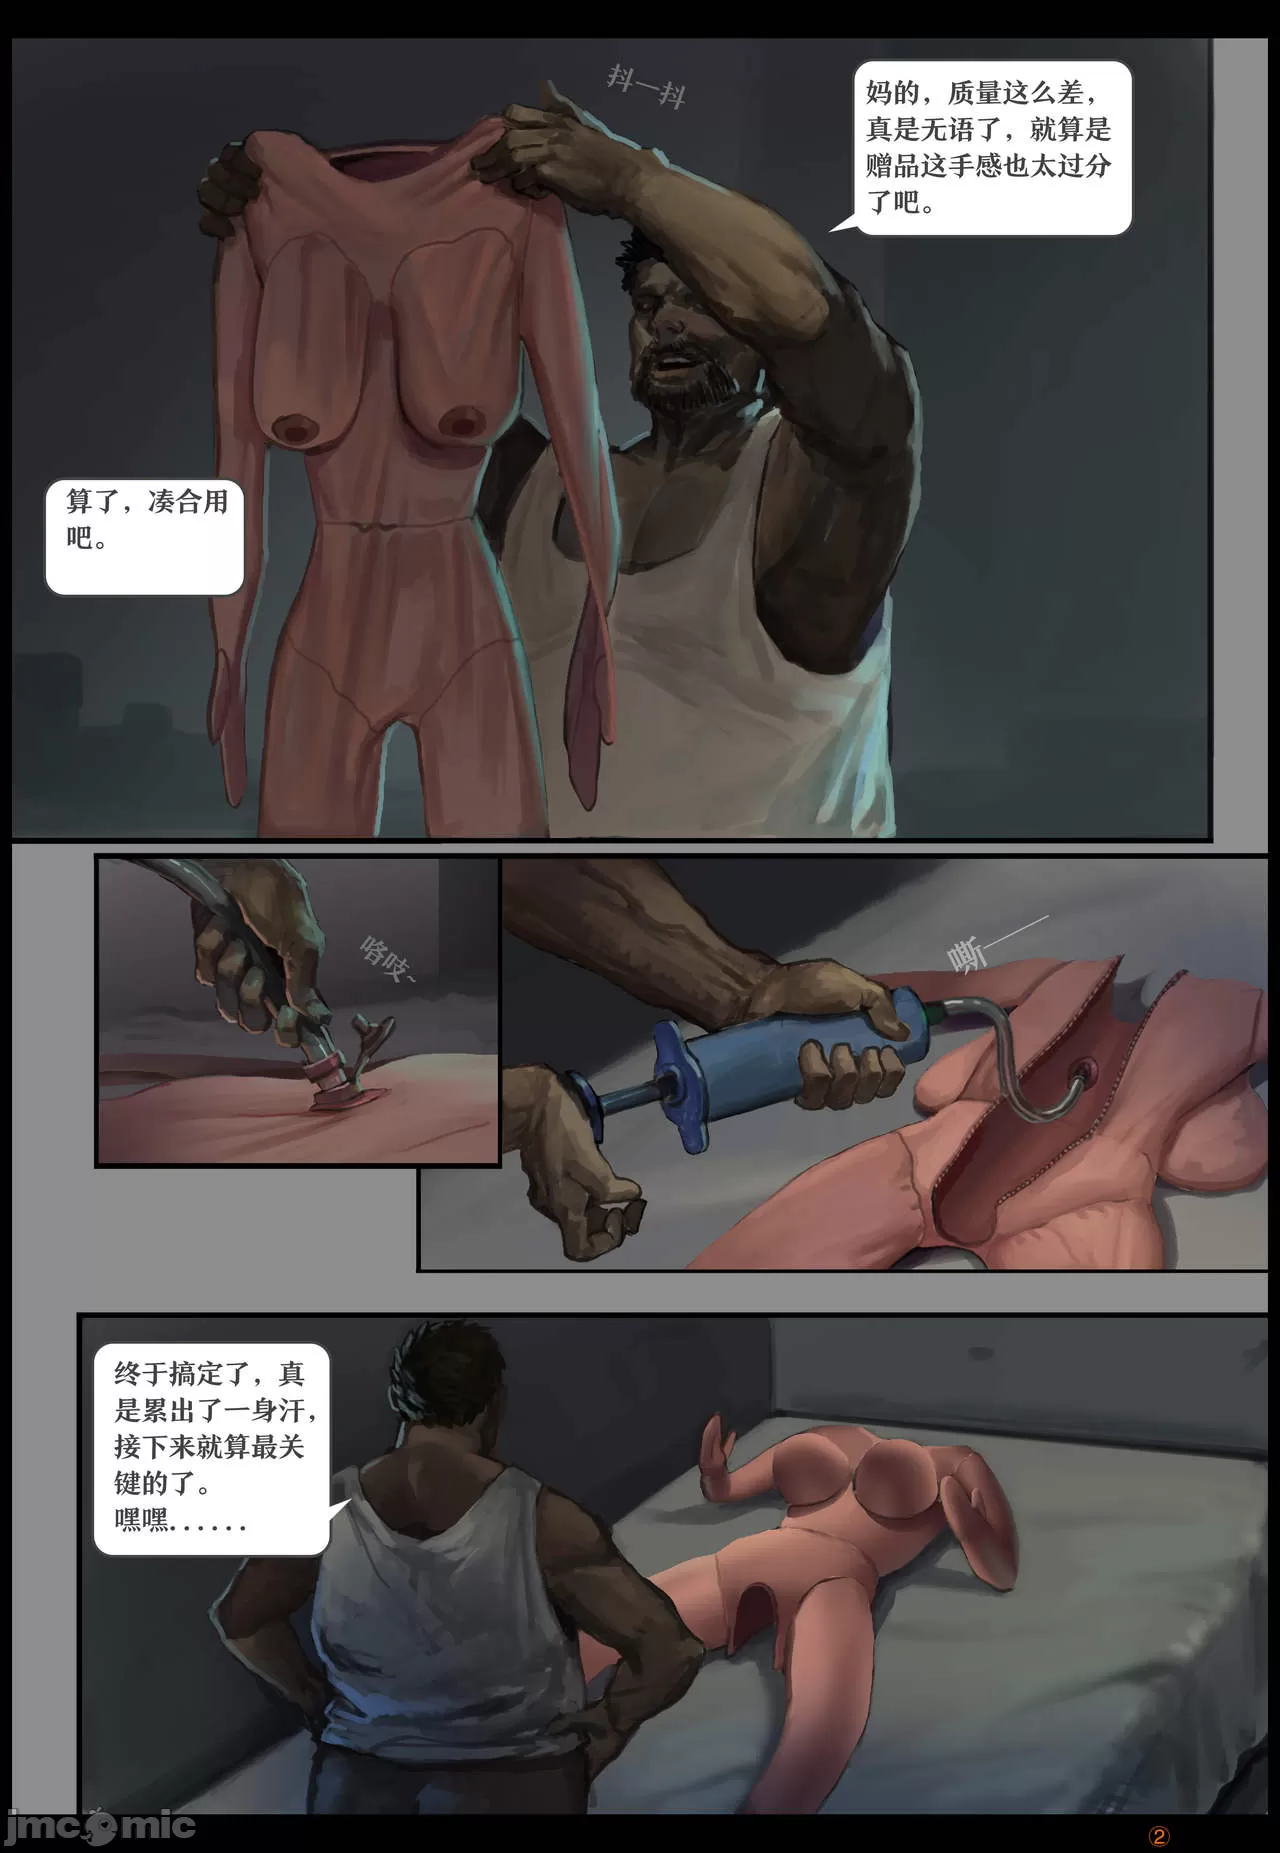 抖一抖
妈的，质量这么差，
真是无语了，就算是
赠品这手感也太过分
了吧。
算了，凑合用
吧。
咯吱~
嘶——
终于搞定了，真
是累出了一身汗，
接下来就算最关
键的了。
嘿嘿......
jmcomic
②